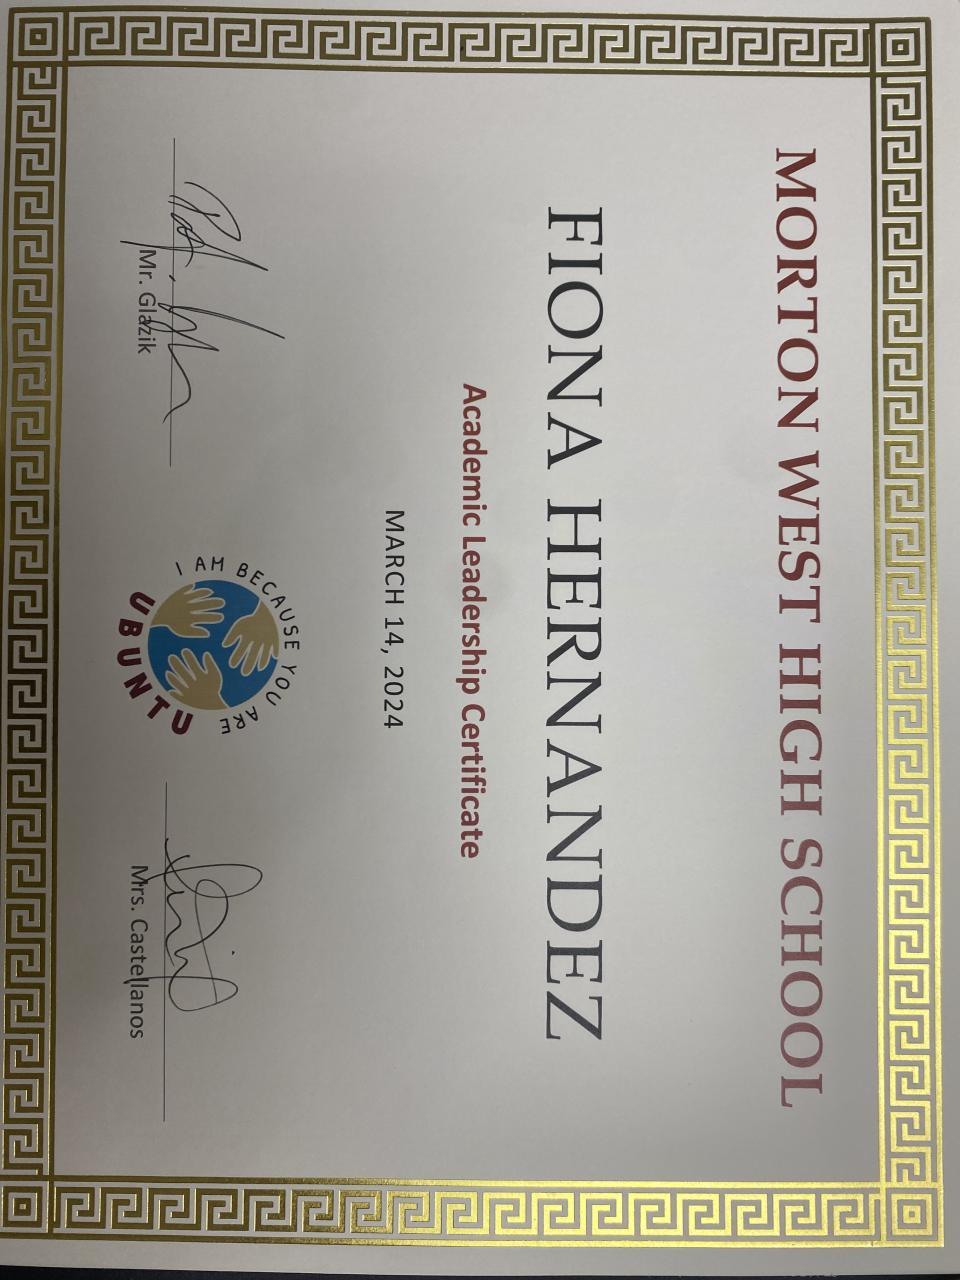 MORTON WEST HIGH SCHOOL
FIONA HERNANDEZ
Academic Leadership Certificate
MARCH 14, 2024
Mr. Glazik
I AM BECAUSE YOU ARE
UBUNTU
Mrs. Castellanos